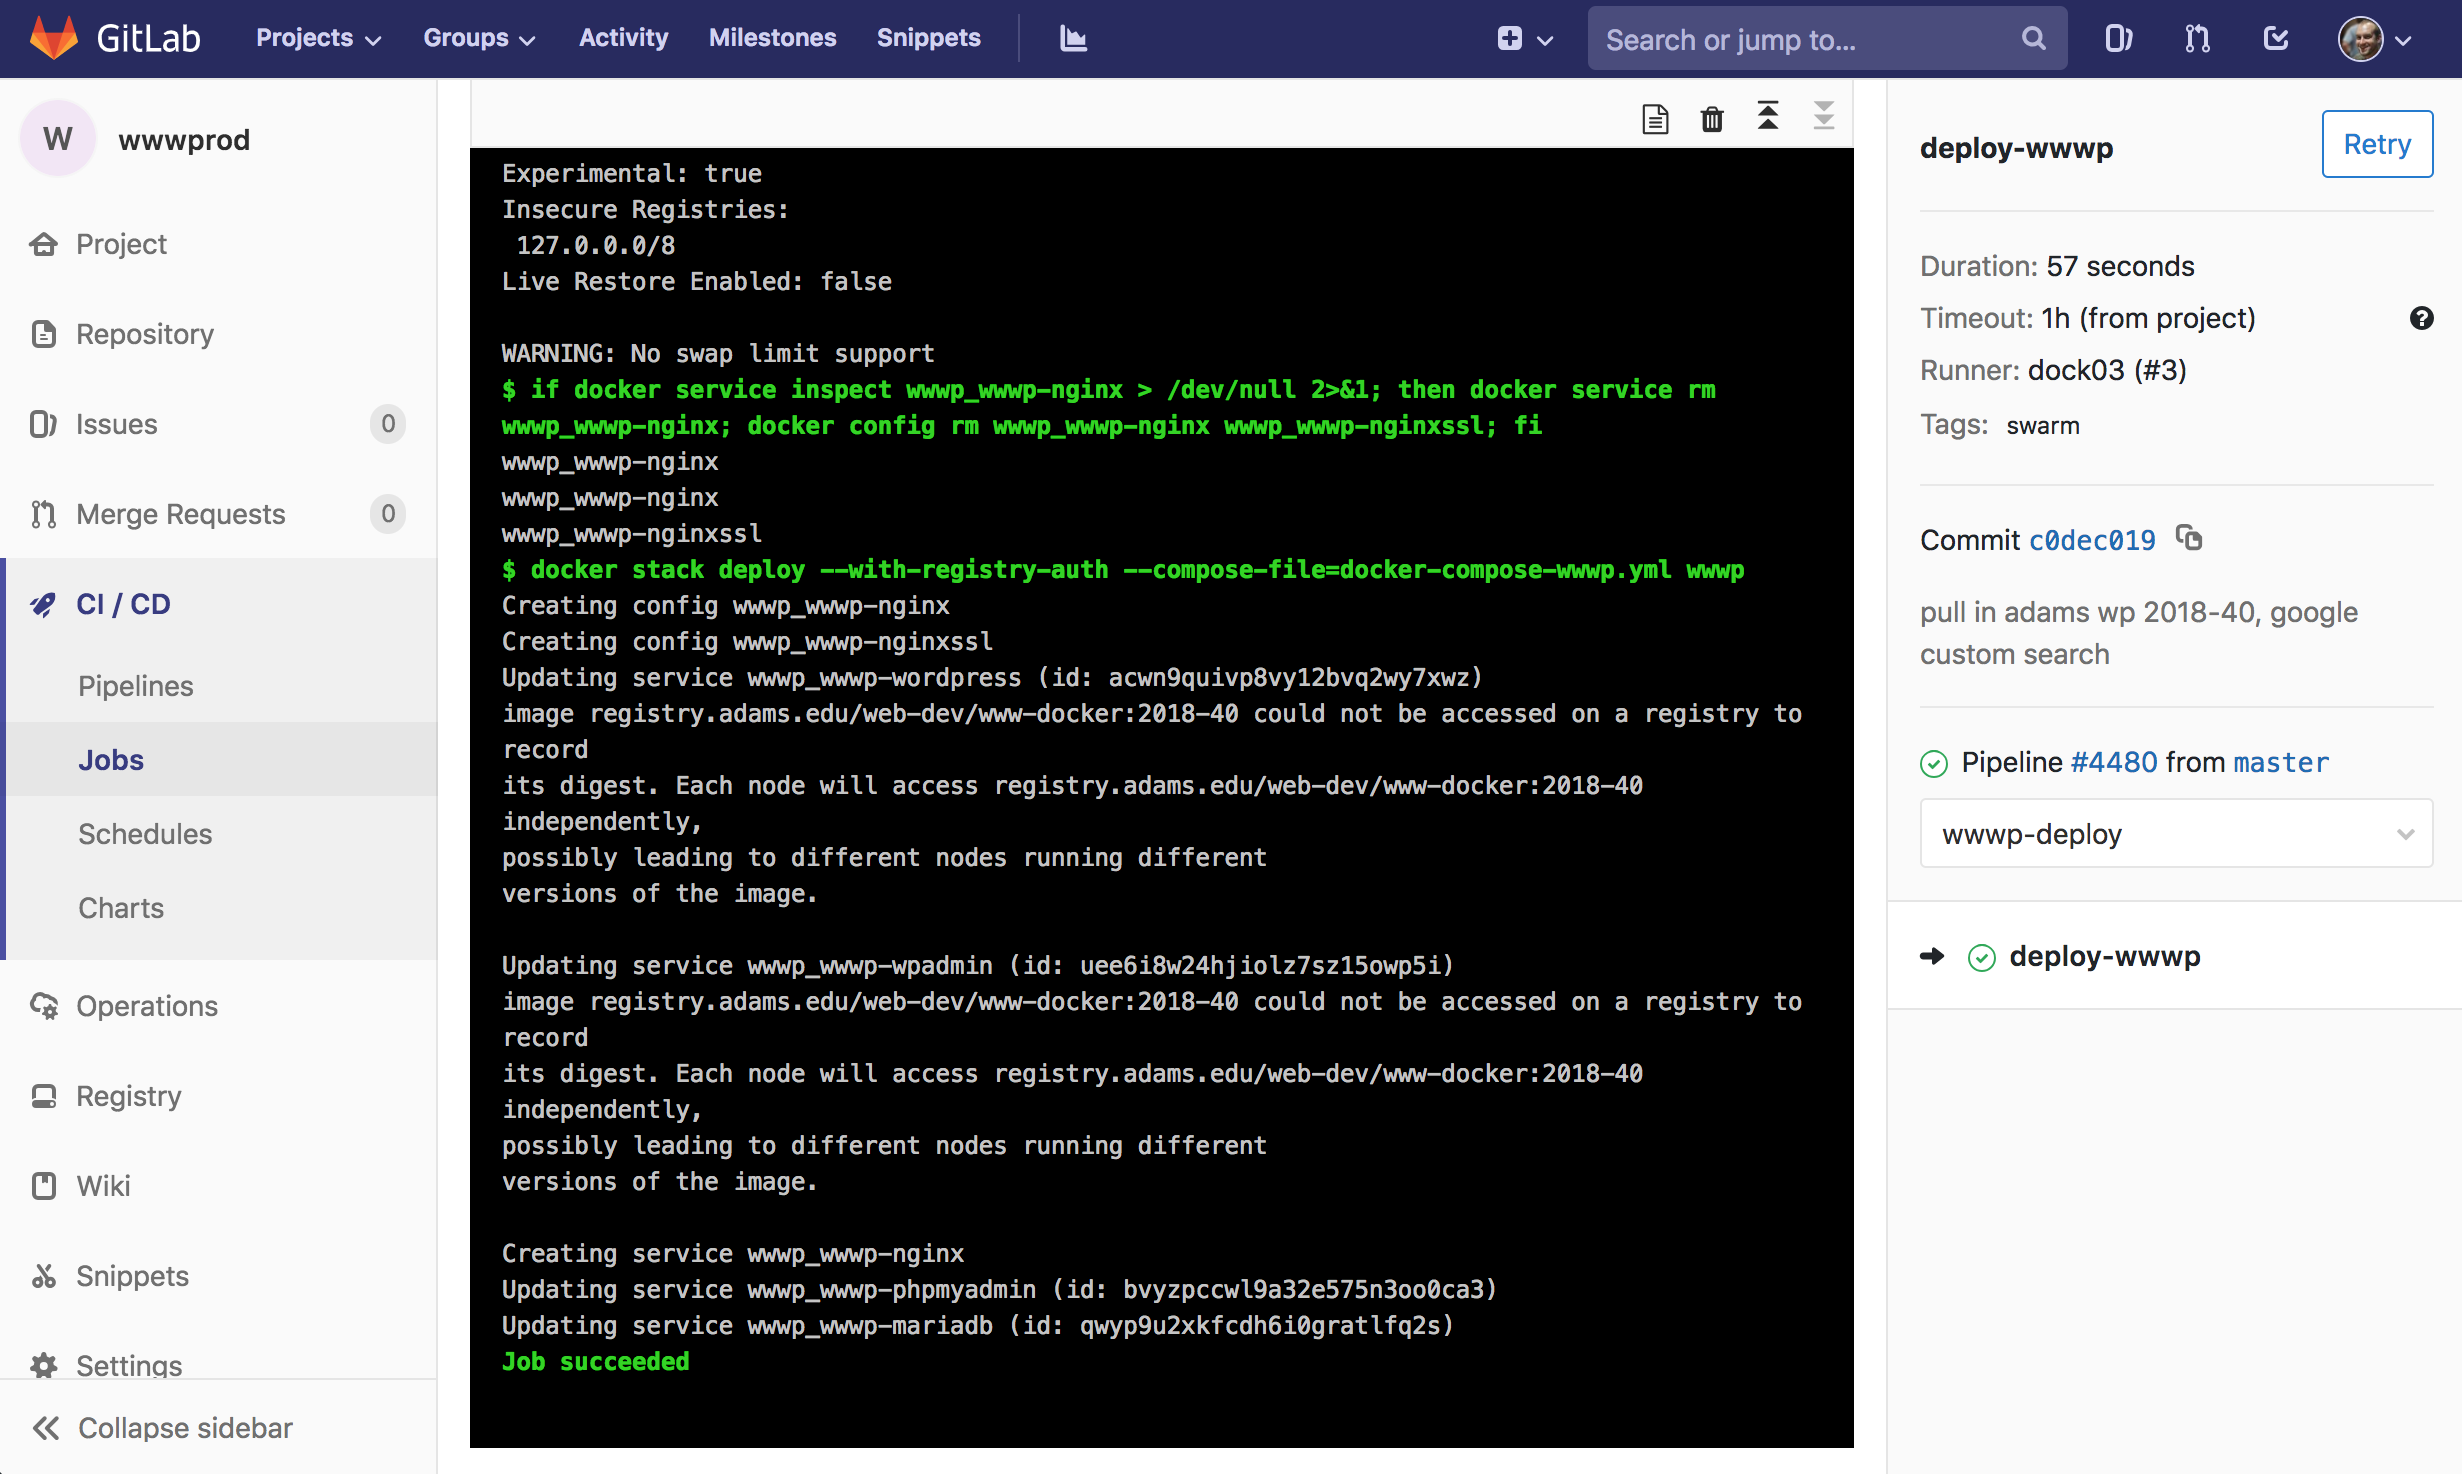 GitLab Projects Groups Activity Milestones Snippets Search or jump to...
W wwwprod
Project
Repository
Issues 0
Merge Requests 0
CI / CD
Pipelines
Jobs
Schedules
Charts
Operations
Registry
Wiki
Snippets
Settings
Collapse sidebar
Experimental: true
Insecure Registries:
127.0.0.0/8
Live Restore Enabled: false
WARNING: No swap limit support
$ if docker service inspect wwwp_wwwp-nginx > /dev/null 2>&1; then docker service rm
wwwp_wwwp-nginx; docker config rm wwwp_wwwp-nginx wwwp_wwwp-nginxssl; fi
wwwp_wwwp-nginx
wwwp_wwwp-nginx
wwwp_wwwp-nginxssl
$ docker stack deploy --with-registry-auth --compose-file=docker-compose-wwwp.yml wwwp
Creating config wwwp_wwwp-nginx
Creating config wwwp_wwwp-nginxssl
Updating service wwwp_wwwp-wordpress (id: acwn9quivp8vy12bvq2wy7xwz)
image registry.adams.edu/web-dev/www-docker:2018-40 could not be accessed on a registry to
record
its digest. Each node will access registry.adams.edu/web-dev/www-docker:2018-40
independently,
possibly leading to different nodes running different
versions of the image.
Updating service wwwp_wwwp-wpadmin (id: uee6i8w24hjiolz7sz15owp5i)
image registry.adams.edu/web-dev/www-docker:2018-40 could not be accessed on a registry to
record
its digest. Each node will access registry.adams.edu/web-dev/www-docker:2018-40
independently,
possibly leading to different nodes running different
versions of the image.
Creating service wwwp_wwwp-nginx
Updating service wwwp_wwwp-phpmyadmin (id: bvyzpccwl9a32e575n3oo0ca3)
Updating service wwwp_wwwp-mariadb (id: qwyp9u2xkfcdh6i0gratlfq2s)
Job succeeded
deploy-wwwp Retry
Duration: 57 seconds
Timeout: 1h (from project)
Runner: dock03 (#3)
Tags: swarm
Commit c0dec019
pull in adams wp 2018-40, google
custom search
Pipeline #4480 from master
wwwp-deploy
deploy-wwwp